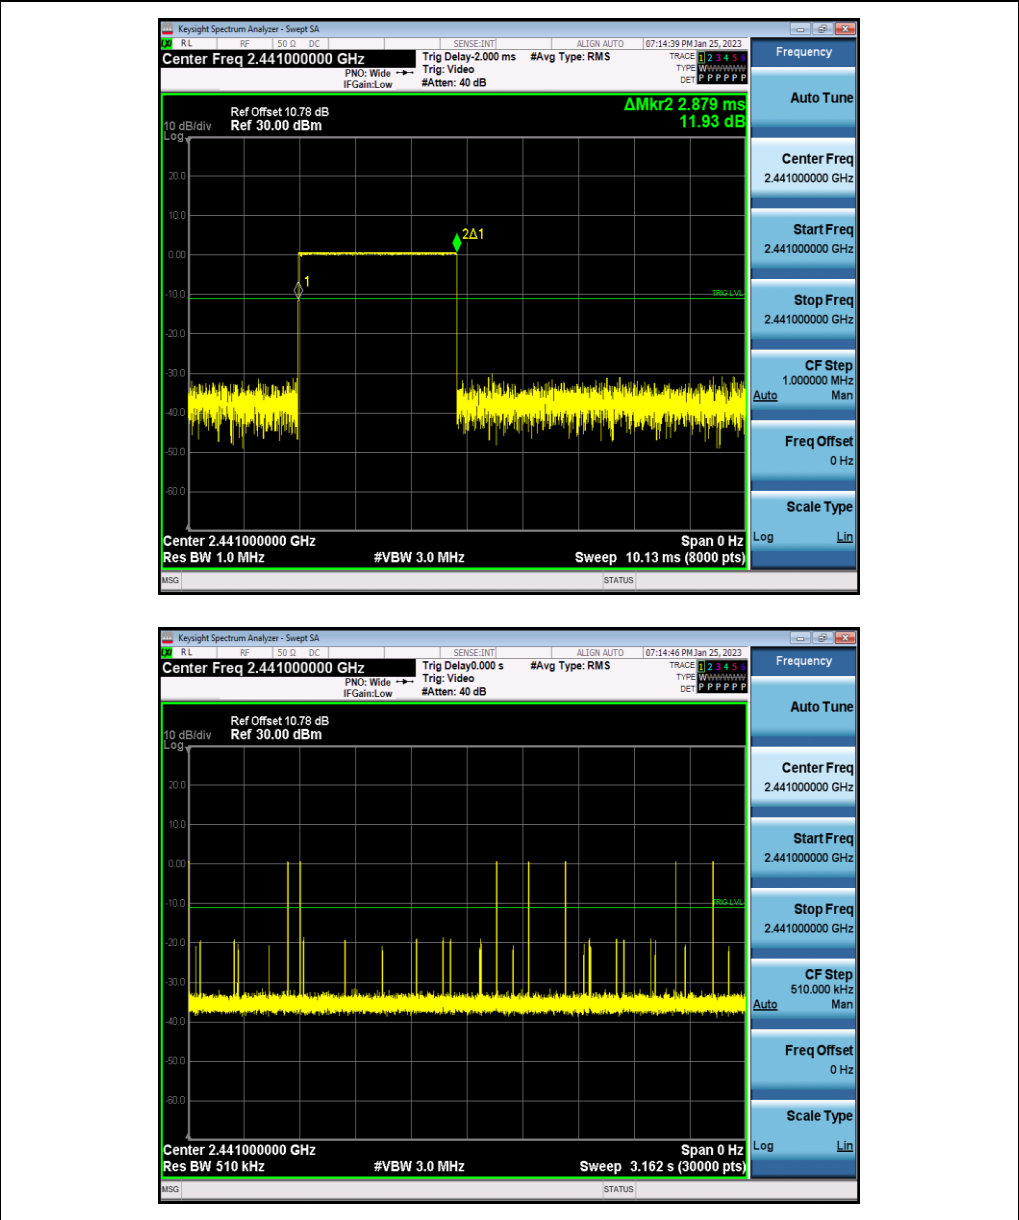 Keysight Spectrum Analyzer - Swept SA
LXI RL RF 50 Ω DC SENSE:INT ALIGN AUTO 07:14:39 PM Jan 25, 2023
Center Freq 2.441000000 GHz Trig Delay-2.000 ms #Avg Type: RMS TRACE 1 2 3 4 5 6
PNO: Wide Trig: Video TYPE W
IFGain:Low #Atten: 40 dB DET P P P P P P
Frequency
Auto Tune
Center Freq
2.441000000 GHz
Start Freq
2.441000000 GHz
Stop Freq
2.441000000 GHz
CF Step
1.000000 MHz
Auto Man
Freq Offset
0 Hz
Scale Type
Log Lin
ΔMkr2 2.879 ms
11.93 dB
Ref Offset 10.78 dB
10 dB/div Ref 30.00 dBm
Log
20.0
10.0
0.00
-10.0
-20.0
-30.0
-40.0
-50.0
-60.0
2Δ1
1
TRIG LVL
Center 2.441000000 GHz Span 0 Hz
Res BW 1.0 MHz #VBW 3.0 MHz Sweep 10.13 ms (8000 pts)
MSG STATUS
Keysight Spectrum Analyzer - Swept SA
LXI RL RF 50 Ω DC SENSE:INT ALIGN AUTO 07:14:46 PM Jan 25, 2023
Center Freq 2.441000000 GHz Trig Delay0.000 s #Avg Type: RMS TRACE 1 2 3 4 5 6
PNO: Wide Trig: Video TYPE W
IFGain:Low #Atten: 40 dB DET P P P P P P
Frequency
Auto Tune
Center Freq
2.441000000 GHz
Start Freq
2.441000000 GHz
Stop Freq
2.441000000 GHz
CF Step
510.000 kHz
Auto Man
Freq Offset
0 Hz
Scale Type
Log Lin
Ref Offset 10.78 dB
10 dB/div Ref 30.00 dBm
Log
20.0
10.0
0.00
-10.0
-20.0
-30.0
-40.0
-50.0
-60.0
TRIG LVL
Center 2.441000000 GHz Span 0 Hz
Res BW 510 kHz #VBW 3.0 MHz Sweep 3.162 s (30000 pts)
MSG STATUS